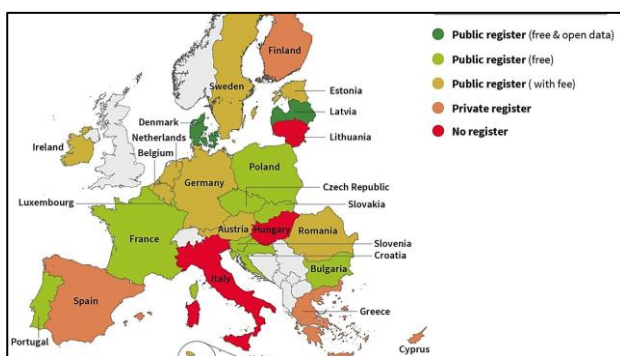 Public register (free & open data)
Public register (free)
Public register ( with fee)
Private register
No register
Finland
Sweden
Estonia
Latvia
Lithuania
Denmark
Netherlands
Belgium
Ireland
Luxembourg
Germany
Poland
Czech Republic
Slovakia
France
Austria
Hungary
Romania
Slovenia
Croatia
Bulgaria
Italy
Spain
Portugal
Greece
Cyprus